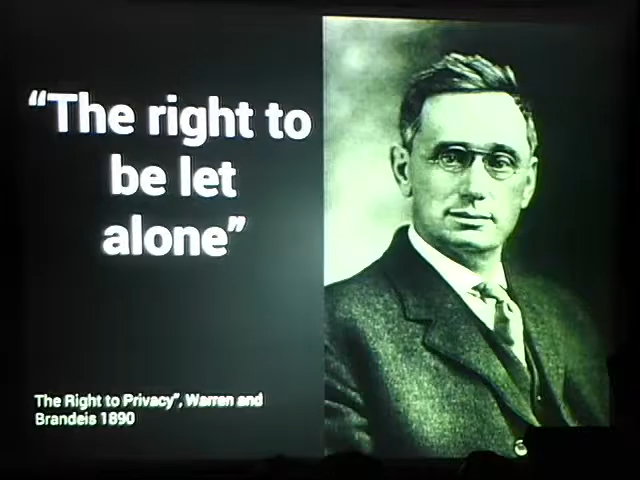 “The right to
be let
alone”
The Right to Privacy”, Warren and
Brandeis 1890